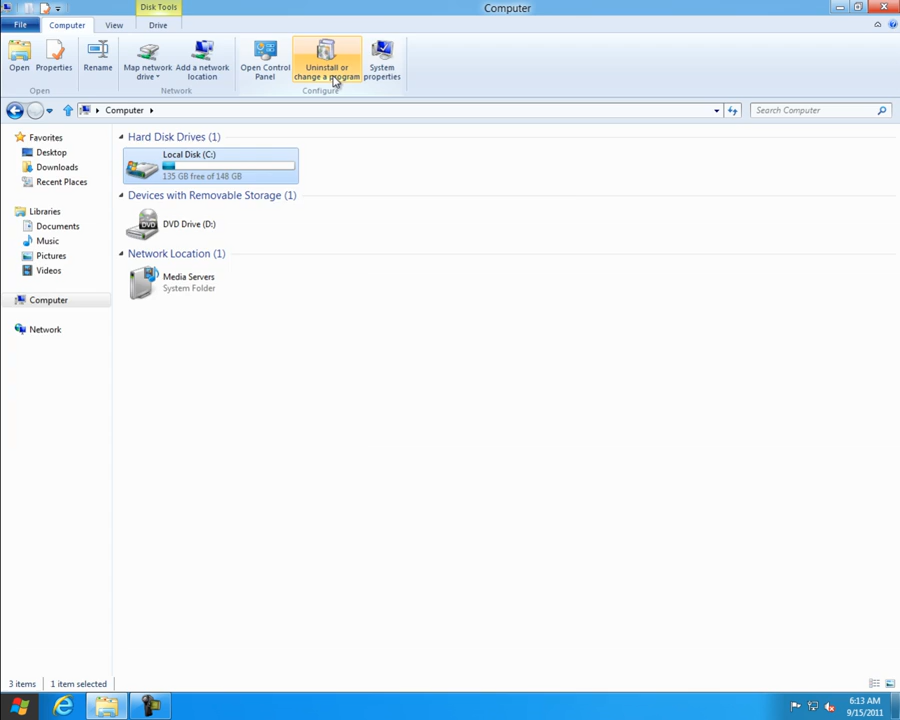 Disk Tools
Computer
File
Computer
View
Drive
Open
Properties
Rename
Map network
drive
Add a network
location
Open Control
Panel
Uninstall or
change a program
System
properties
Open
Network
Configure
Computer
Search Computer
Favorites
Desktop
Downloads
Recent Places
Libraries
Documents
Music
Pictures
Videos
Computer
Network
Hard Disk Drives (1)
Local Disk (C:)
135 GB free of 148 GB
Devices with Removable Storage (1)
DVD
DVD Drive (D:)
Network Location (1)
Media Servers
System Folder
3 items
1 item selected
6:13 AM
9/15/2011